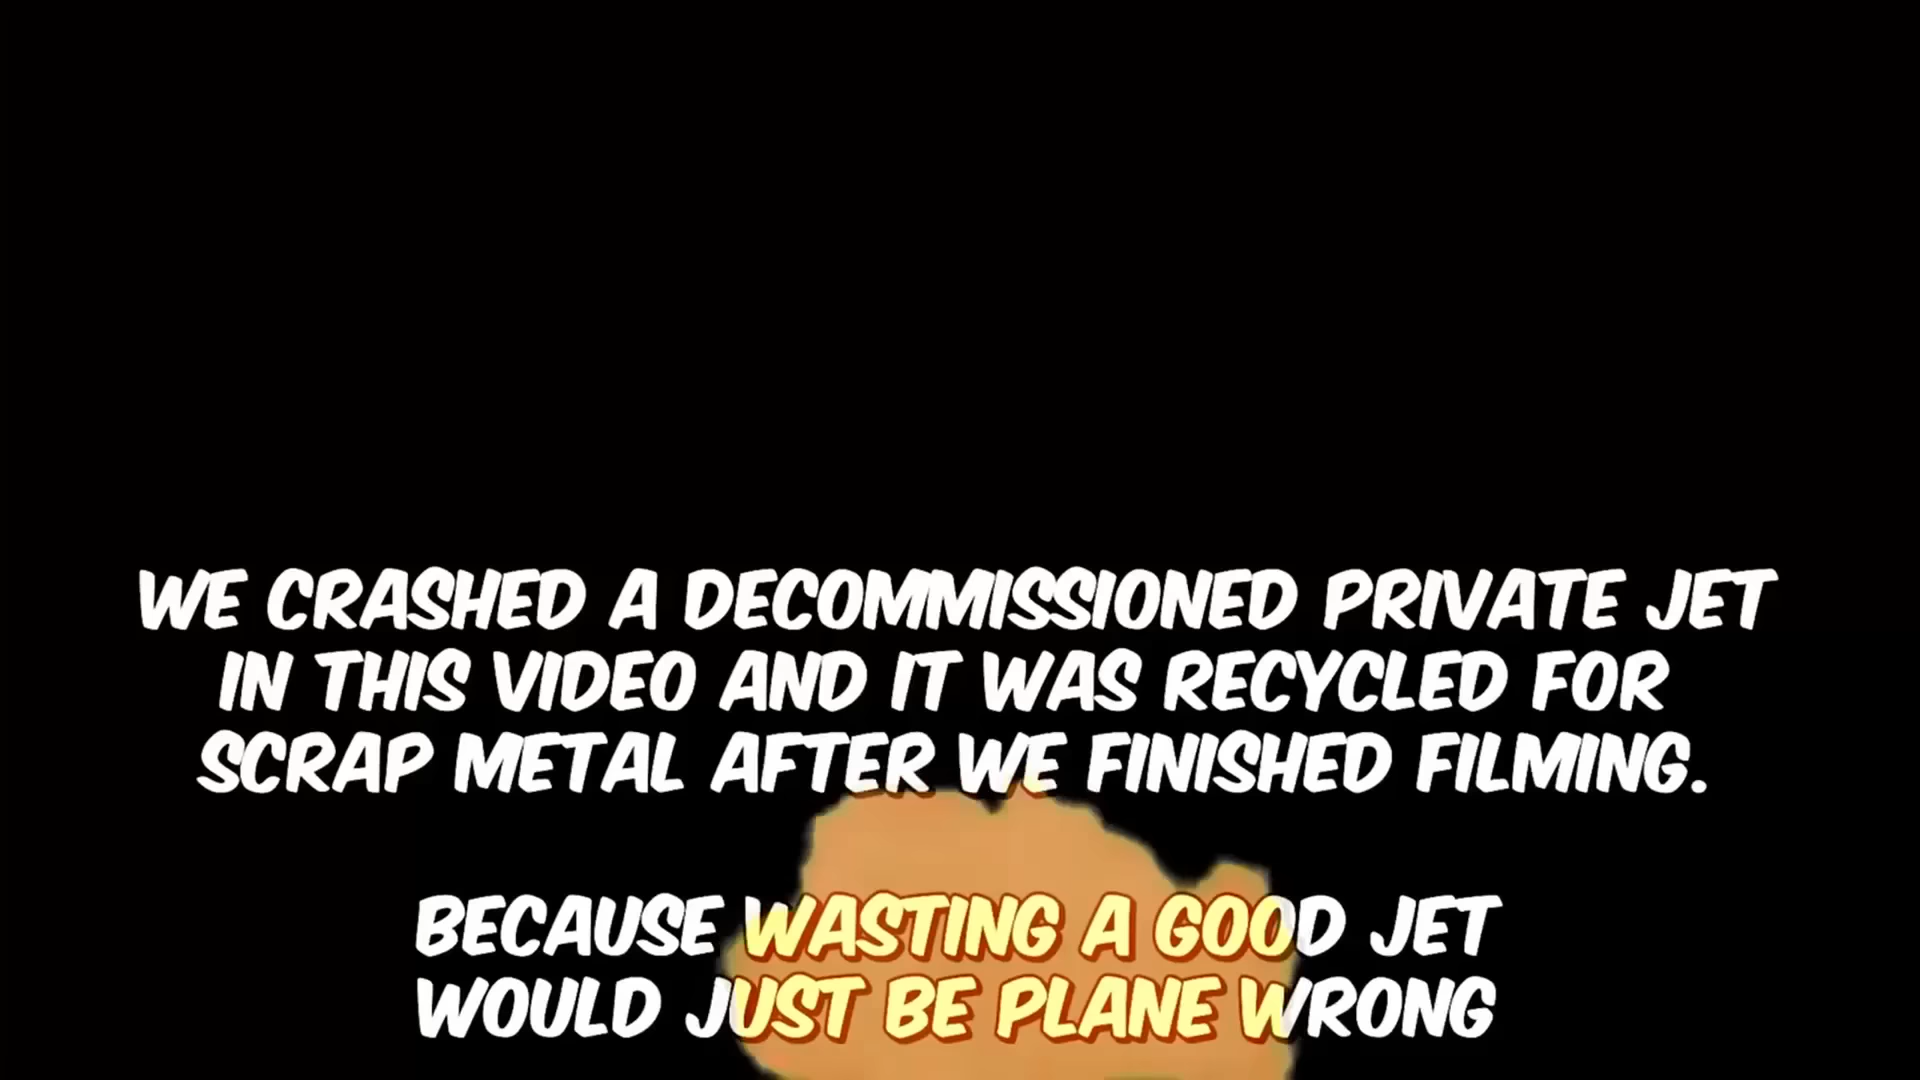 WE CRASHED A DECOMMISSIONED PRIVATE JET
IN THIS VIDEO AND IT WAS RECYCLED FOR
SCRAP METAL AFTER WE FINISHED FILMING.
BECAUSE WASTING A GOOD JET
WOULD JUST BE PLANE WRONG